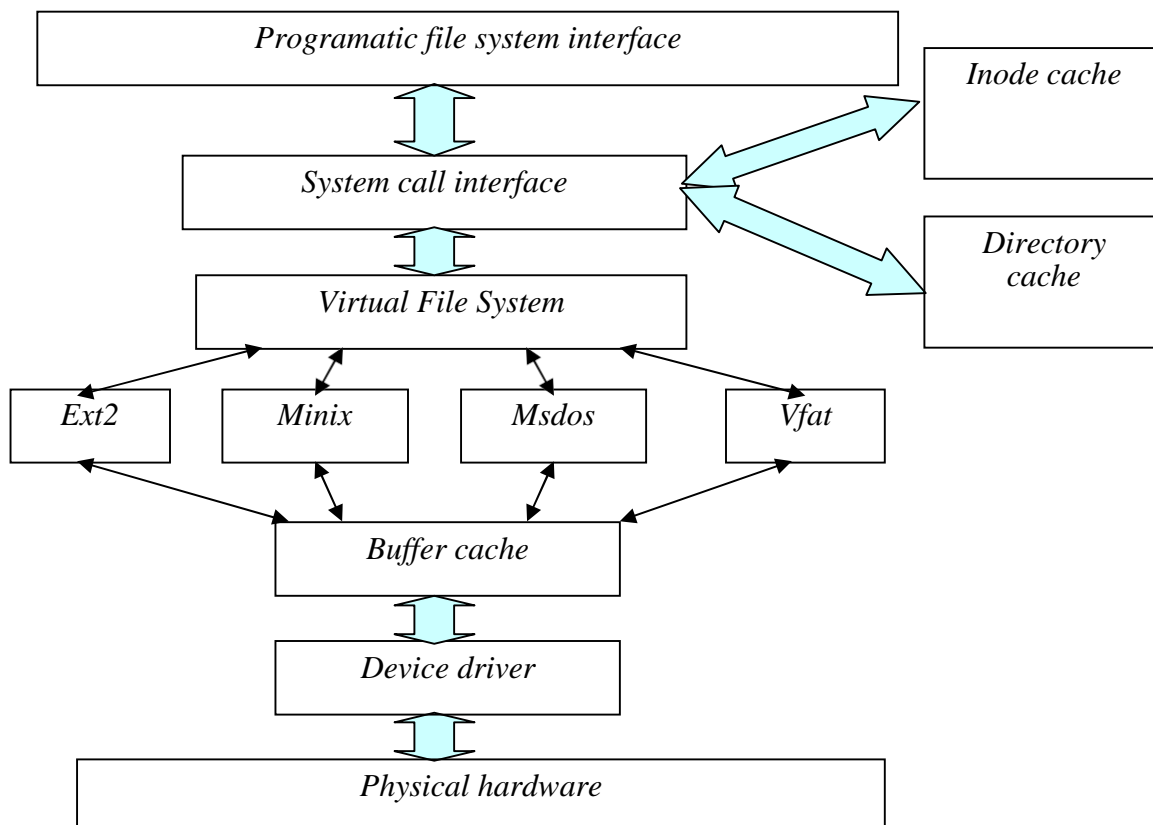 Programatic file system interface
Inode cache
System call interface
Directory
cache
Virtual File System
Ext2
Minix
Msdos
Vfat
Buffer cache
Device driver
Physical hardware